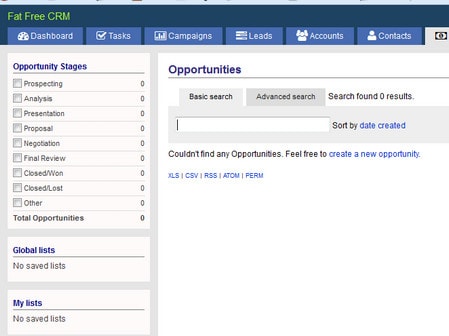 Fat Free CRM
Dashboard Tasks Campaigns Leads Accounts Contacts
Opportunity Stages
Prospecting 0
Analysis 0
Presentation 0
Proposal 0
Negotiation 0
Final Review 0
Closed/Won 0
Closed/Lost 0
Other 0
Total Opportunities 0
Global lists
No saved lists
My lists
No saved lists
Opportunities
Basic search Advanced search Search found 0 results.
Sort by date created
Couldn't find any Opportunities. Feel free to create a new opportunity.
XLS | CSV | RSS | ATOM | PERM